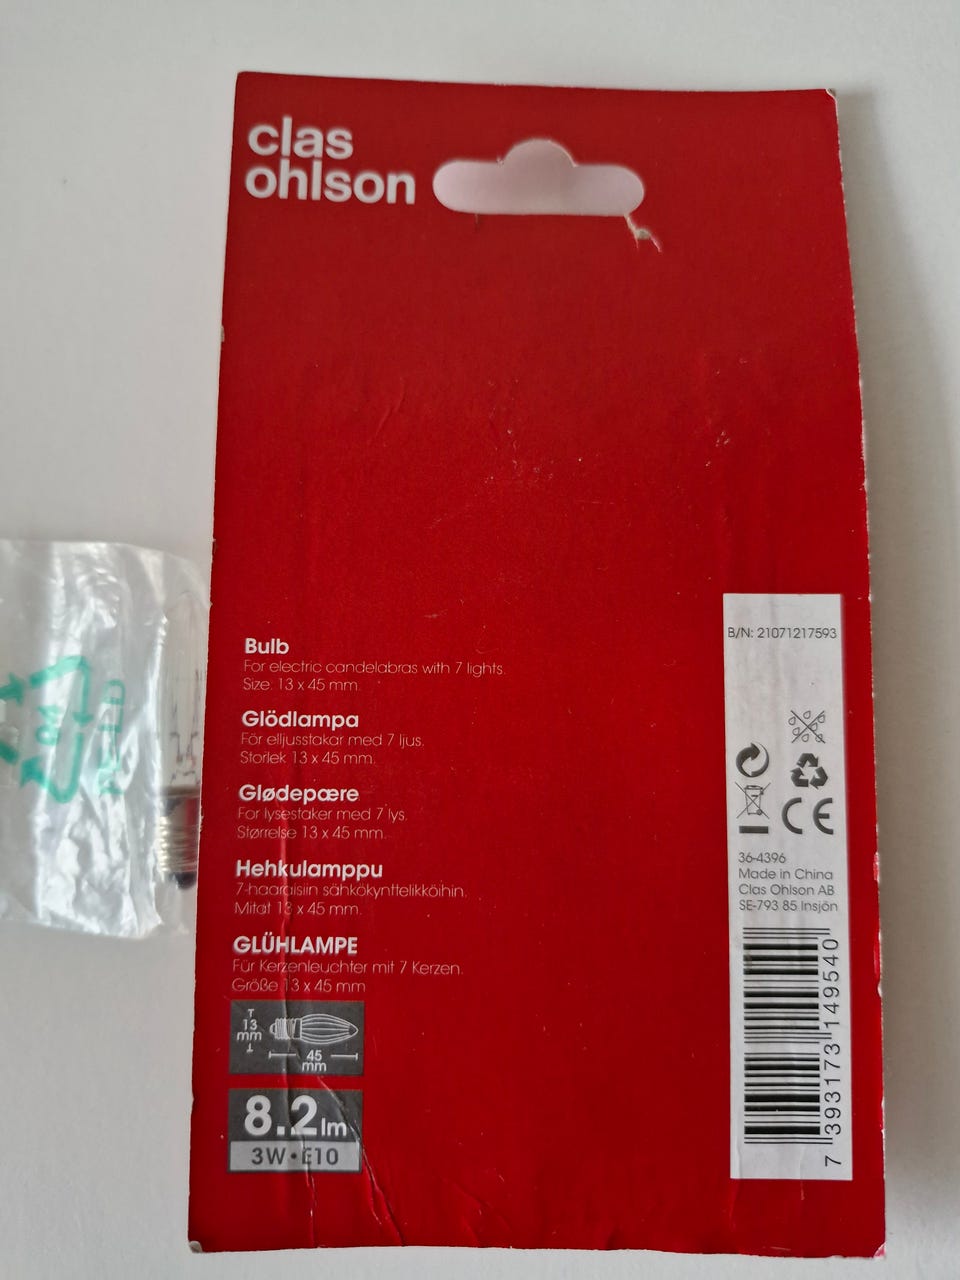 clas
ohlson
Bulb
For electric candelabras with 7 lights.
Size: 13 x 45 mm.
Glödlampa
För elljusstakar med 7 ljus.
Storlek 13 x 45 mm.
Glødepære
For lysestaker med 7 lys.
Størrelse 13 x 45 mm.
Hehkulamppu
7-haaraisiin sähkökynttelikköihin.
Mitat 13 x 45 mm.
GLÜHLAMPE
Für Kerzenleuchter mit 7 Kerzen.
Größe 13 x 45 mm
13
mm
45
mm
8.2lm
3W•E10
B/N: 21071217593
CE
36-4396
Made in China
Clas Ohlson AB
SE-793 85 Insjön
7 393173 149540